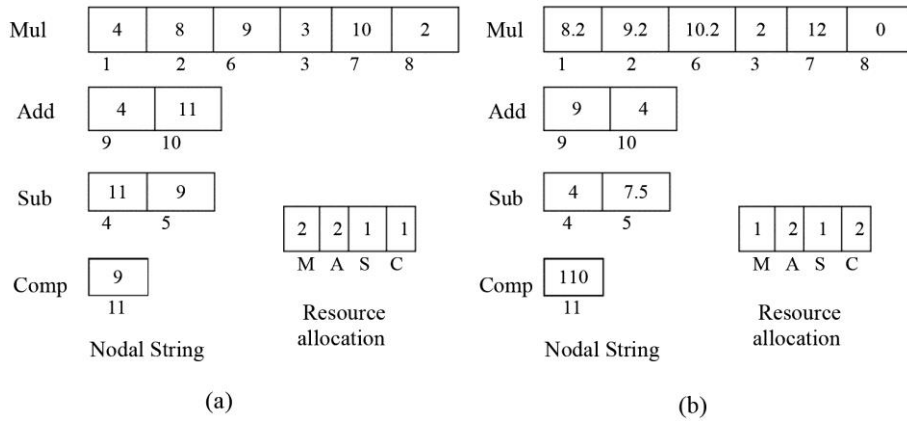 Mul 4 8 9 3 10 2
1 2 6 3 7 8
Add 4 11
9 10
Sub 11 9
4 5
2 2 1 1
M A S C
Comp 9
11
Resource
allocation
Nodal String
(a)
Mul 8.2 9.2 10.2 2 12 0
1 2 6 3 7 8
Add 9 4
9 10
Sub 4 7.5
4 5
1 2 1 2
M A S C
Comp 110
11
Resource
allocation
Nodal String
(b)